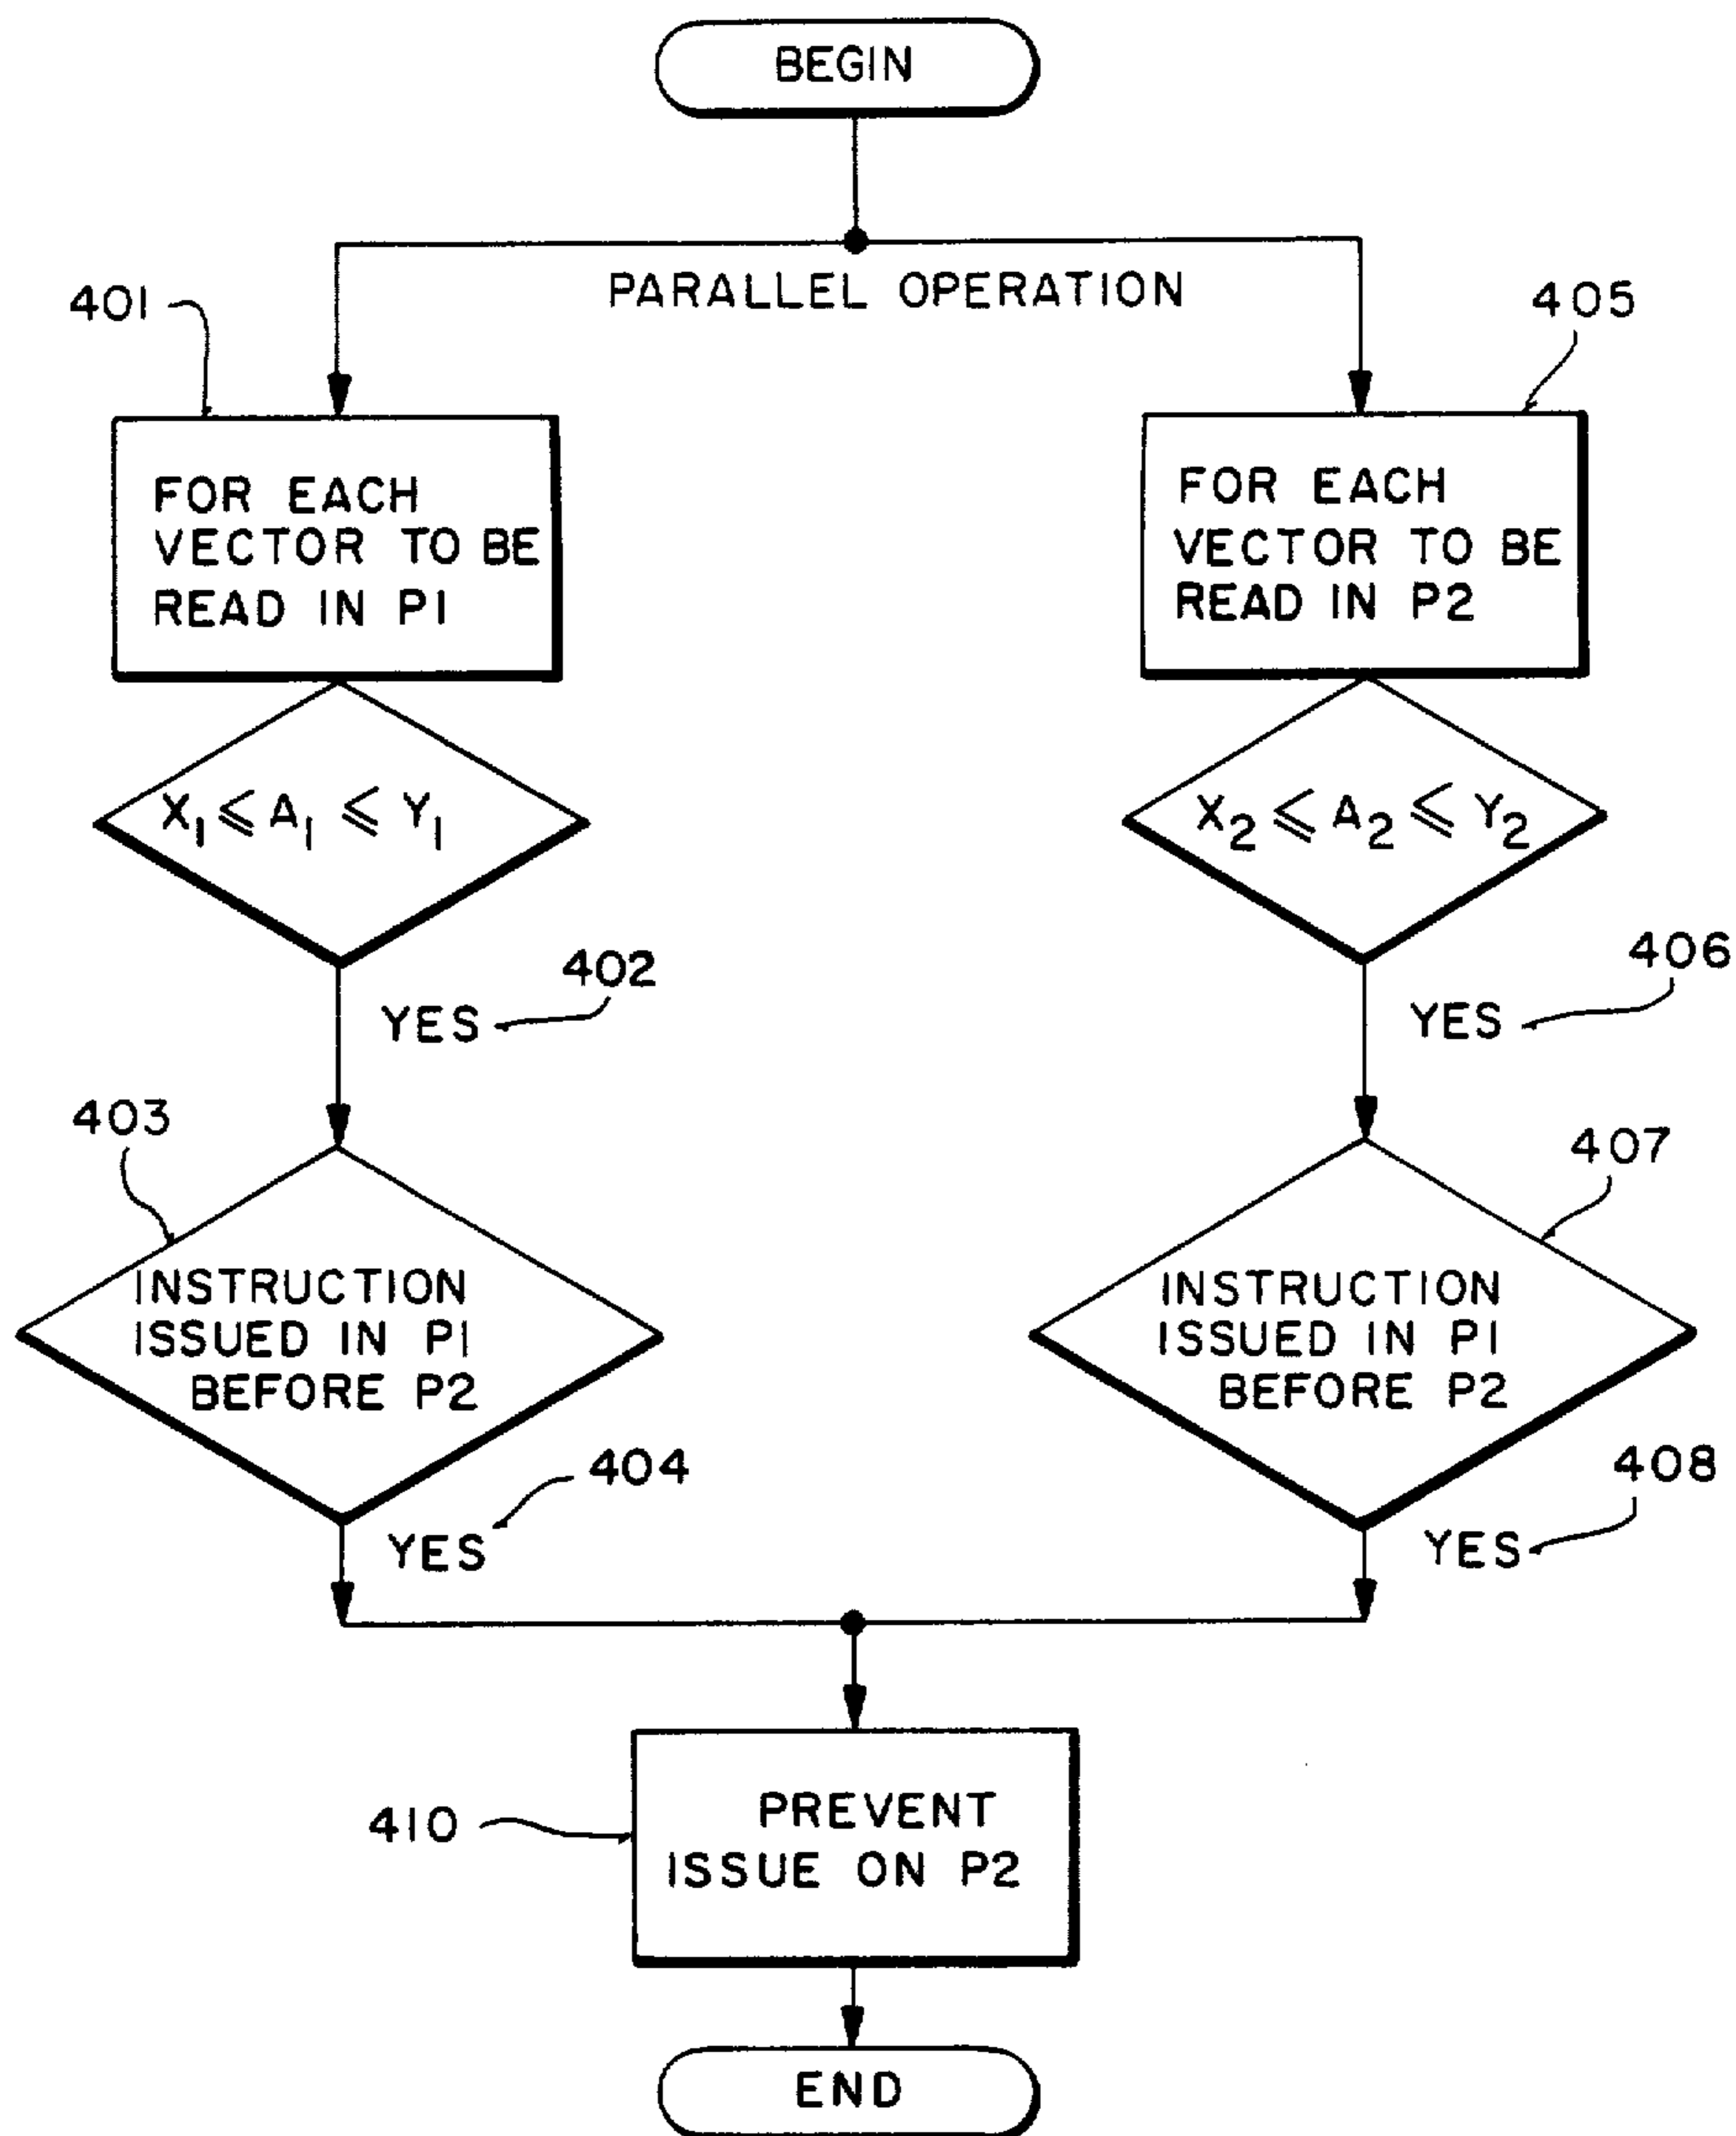 BEGIN
PARALLEL OPERATION
401
405
FOR EACH
VECTOR TO BE
READ IN P1
FOR EACH
VECTOR TO BE
READ IN P2
X₁ ⩽ A₁ ⩽ Y₁
X₂ ⩽ A₂ ⩽ Y₂
402
YES
406
YES
403
407
INSTRUCTION
ISSUED IN P1
BEFORE P2
INSTRUCTION
ISSUED IN P1
BEFORE P2
404
YES
408
YES
410
PREVENT
ISSUE ON P2
END